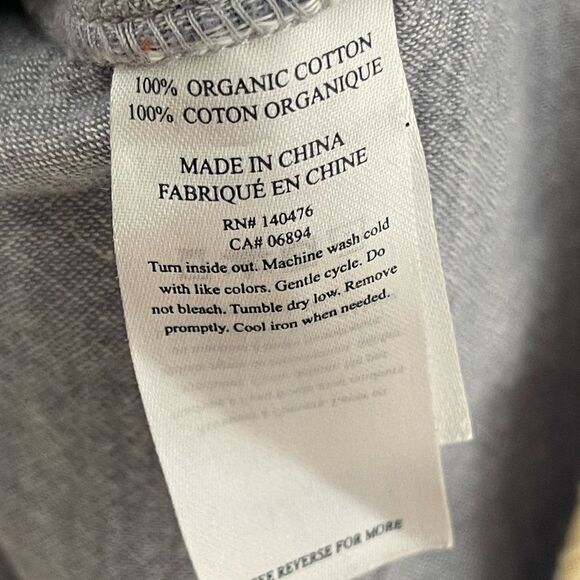 100% ORGANIC COTTON
100% COTON ORGANIQUE
MADE IN CHINA
FABRIQUÉ EN CHINE
RN# 140476
CA# 06894
Turn inside out. Machine wash cold
with like colors. Gentle cycle. Do
not bleach. Tumble dry low. Remove
promptly. Cool iron when needed.
SEE REVERSE FOR MORE